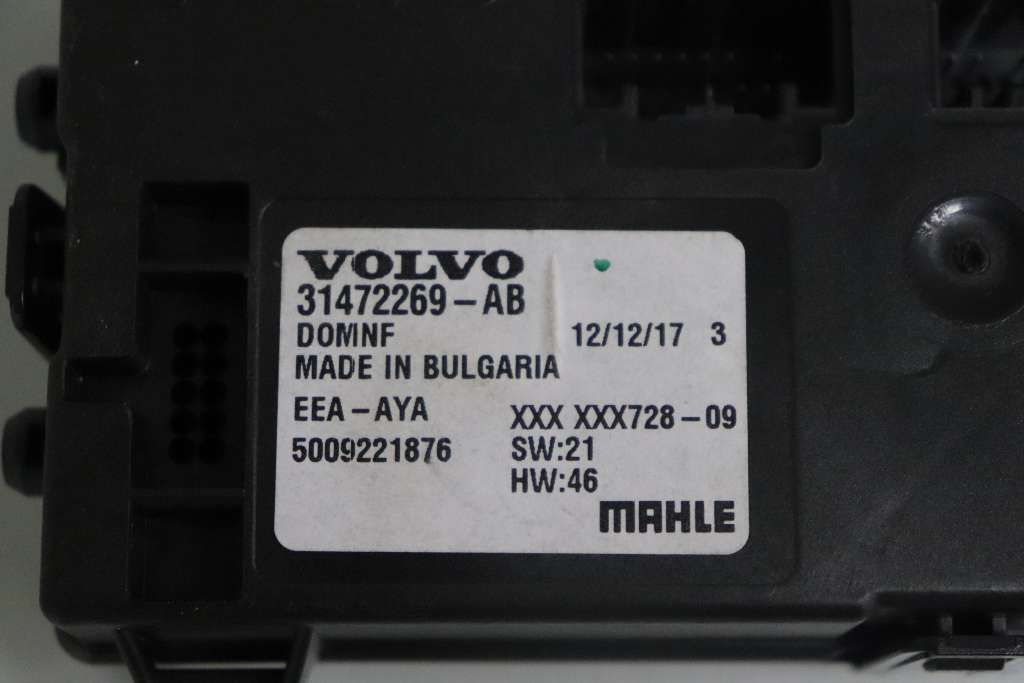 VOLVO
31472269-AB
DOMNF 12/12/17 3
MADE IN BULGARIA
EEA-AYA XXX XXX728-09
5009221876 SW:21
HW:46
MAHLE